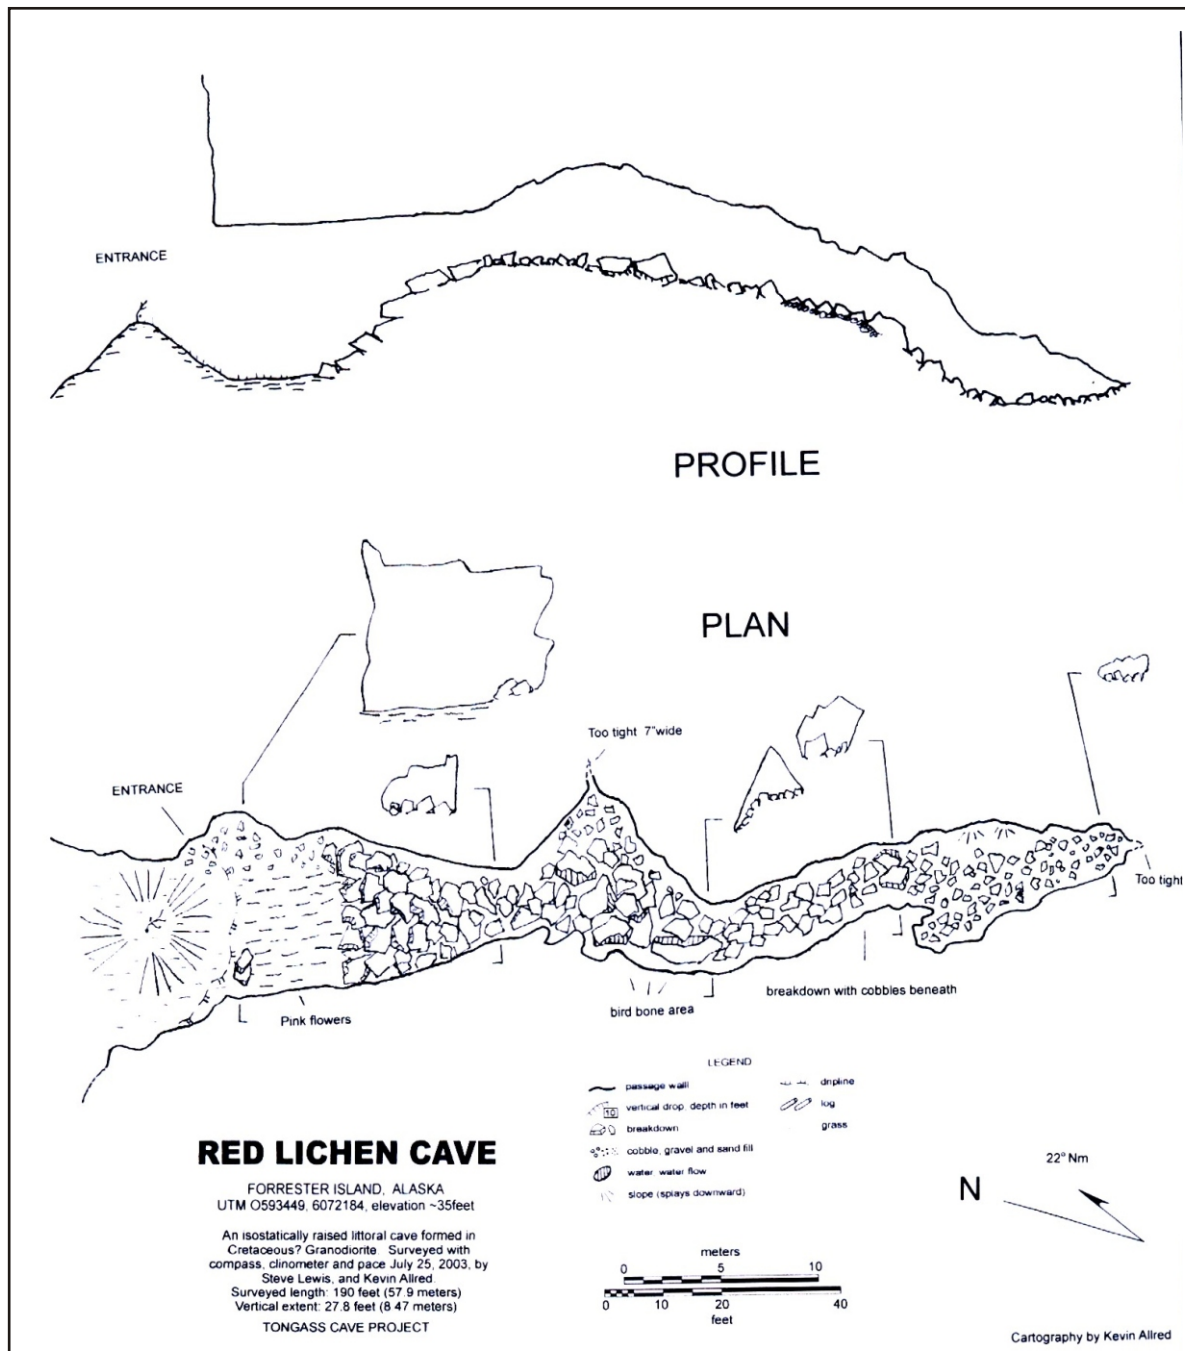 ENTRANCE
PROFILE
PLAN
Too tight 7"wide
ENTRANCE
Too tight
Pink flowers
bird bone area
breakdown with cobbles beneath
LEGEND
passage wall
vertical drop, depth in feet
10
breakdown
cobble, gravel and sand fill
water, water flow
slope (splays downward)
dripline
log
grass
RED LICHEN CAVE
FORRESTER ISLAND, ALASKA
UTM O593449, 6072184, elevation ~35feet
An isostatically raised littoral cave formed in
Cretaceous? Granodiorite. Surveyed with
compass, clinometer and pace July 25, 2003, by
Steve Lewis, and Kevin Allred.
Surveyed length: 190 feet (57.9 meters)
Vertical extent: 27.8 feet (8.47 meters)
TONGASS CAVE PROJECT
22° Nm
N
meters
0 5 10
0 10 20 40
feet
Cartography by Kevin Allred